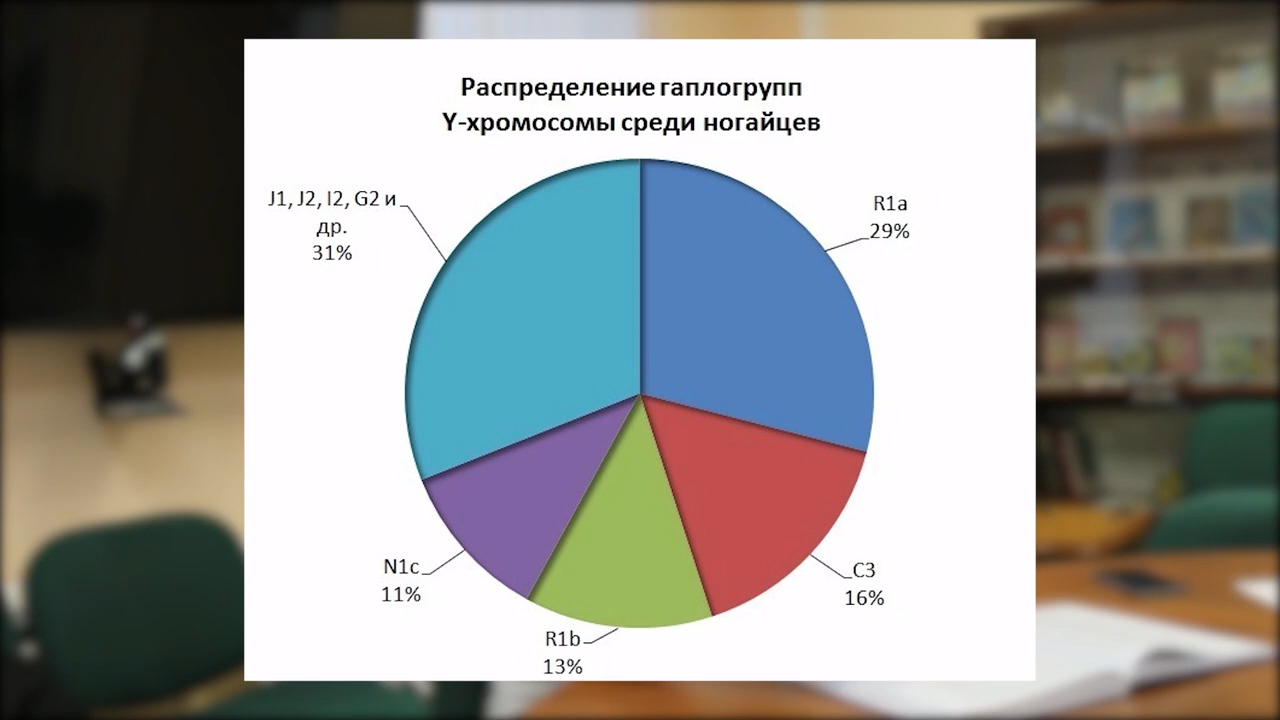 Распределение гаплогрупп
Y-хромосомы среди ногайцев
J1, J2, I2, G2 и
др.
31%
R1a
29%
N1c
11%
C3
16%
R1b
13%